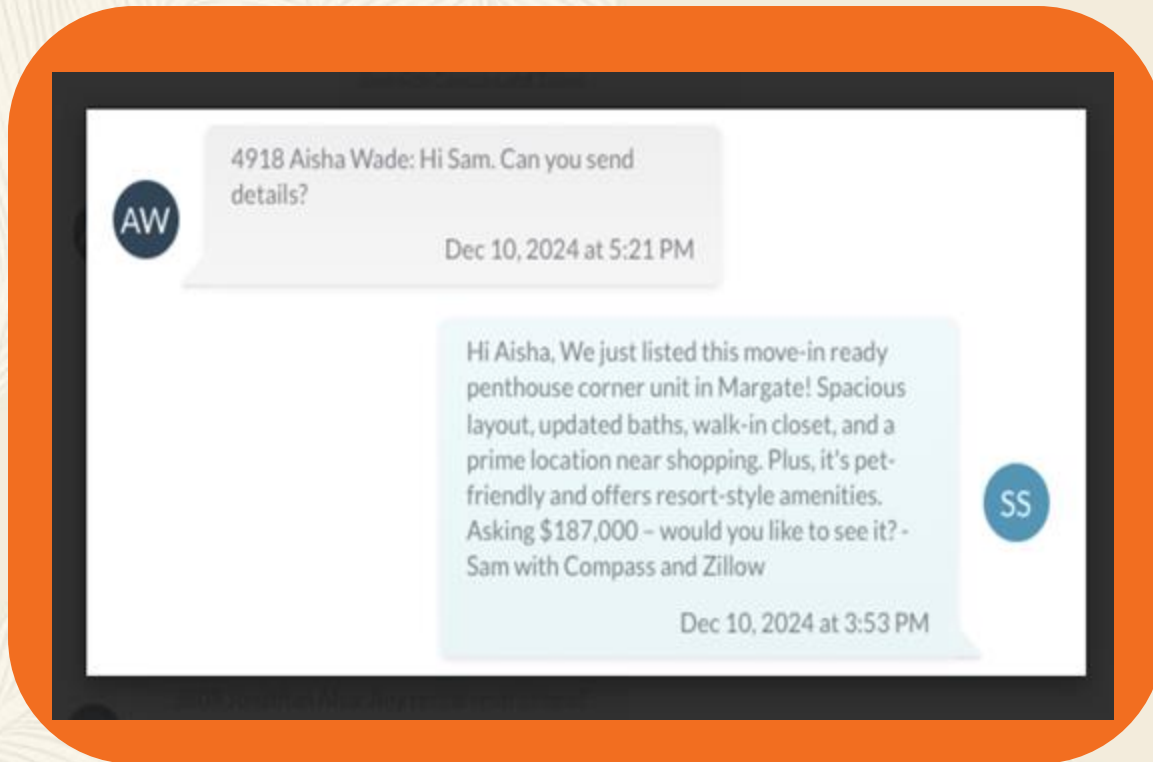 4918 Aisha Wade: Hi Sam. Can you send
details?
Dec 10, 2024 at 5:21 PM
AW
Hi Aisha, We just listed this move-in ready
penthouse corner unit in Margate! Spacious
layout, updated baths, walk-in closet, and a
prime location near shopping. Plus, it's pet-
friendly and offers resort-style amenities.
Asking $187,000 – would you like to see it? -
Sam with Compass and Zillow
Dec 10, 2024 at 3:53 PM
SS